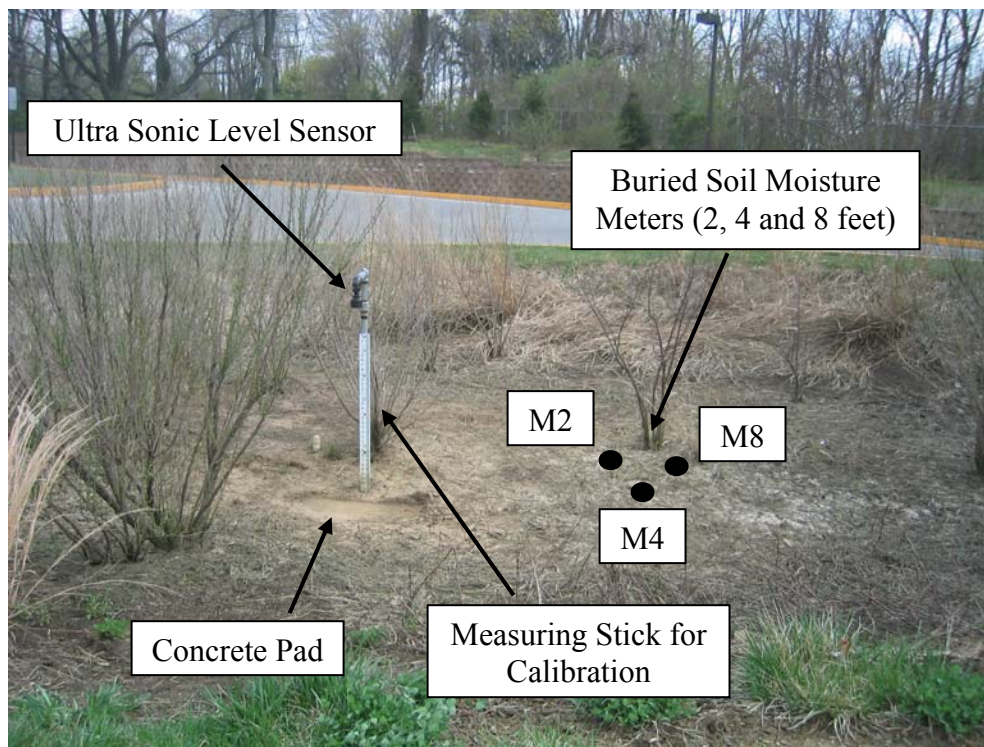 Ultra Sonic Level Sensor
Buried Soil Moisture
Meters (2, 4 and 8 feet)
M2
M8
M4
Concrete Pad
Measuring Stick for
Calibration